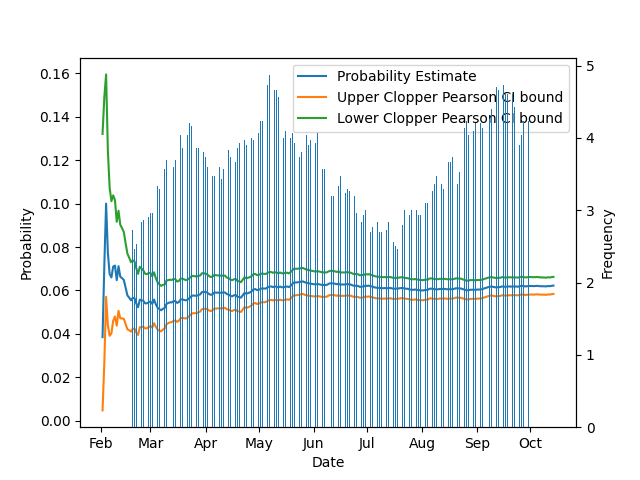 Probability Estimate
Upper Clopper Pearson CI bound
Lower Clopper Pearson CI bound
0.16
0.14
0.12
0.10
0.08
0.06
0.04
0.02
0.00
Probability
5
4
3
2
1
0
Frequency
Feb Mar Apr May Jun Jul Aug Sep Oct
Date